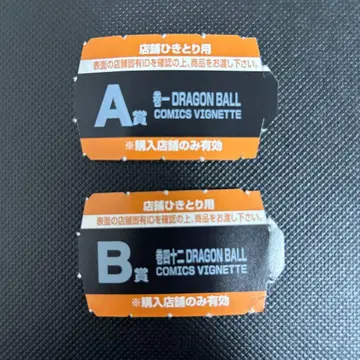 店舗ひきとり用
表面の店舗固有IDを確認の上、商品をお渡し下さい。
A賞 巻一 DRAGON BALL
COMICS VIGNETTE
※購入店舗のみ有効
店舗ひきとり用
表面の店舗固有IDを確認の上、商品をお渡し下さい。
B賞 巻四十二 DRAGON BALL
COMICS VIGNETTE
※購入店舗のみ有効